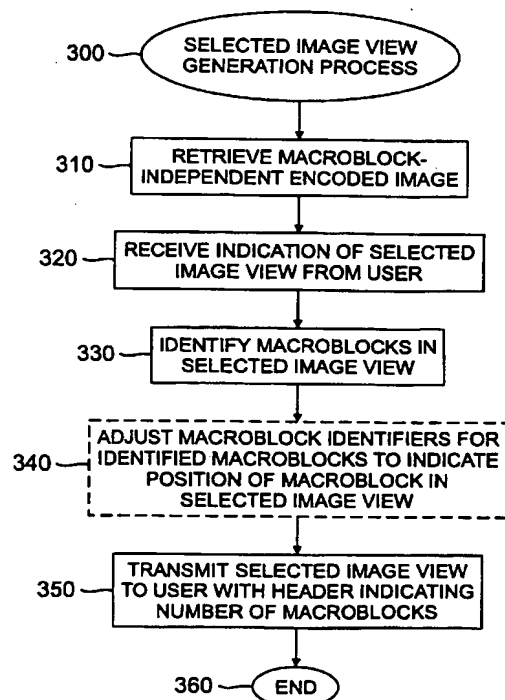 300
SELECTED IMAGE VIEW
GENERATION PROCESS
310
RETRIEVE MACROBLOCK-
INDEPENDENT ENCODED IMAGE
320
RECEIVE INDICATION OF SELECTED
IMAGE VIEW FROM USER
330
IDENTIFY MACROBLOCKS IN
SELECTED IMAGE VIEW
340
ADJUST MACROBLOCK IDENTIFIERS FOR
IDENTIFIED MACROBLOCKS TO INDICATE
POSITION OF MACROBLOCK IN
SELECTED IMAGE VIEW
350
TRANSMIT SELECTED IMAGE VIEW
TO USER WITH HEADER INDICATING
NUMBER OF MACROBLOCKS
360
END